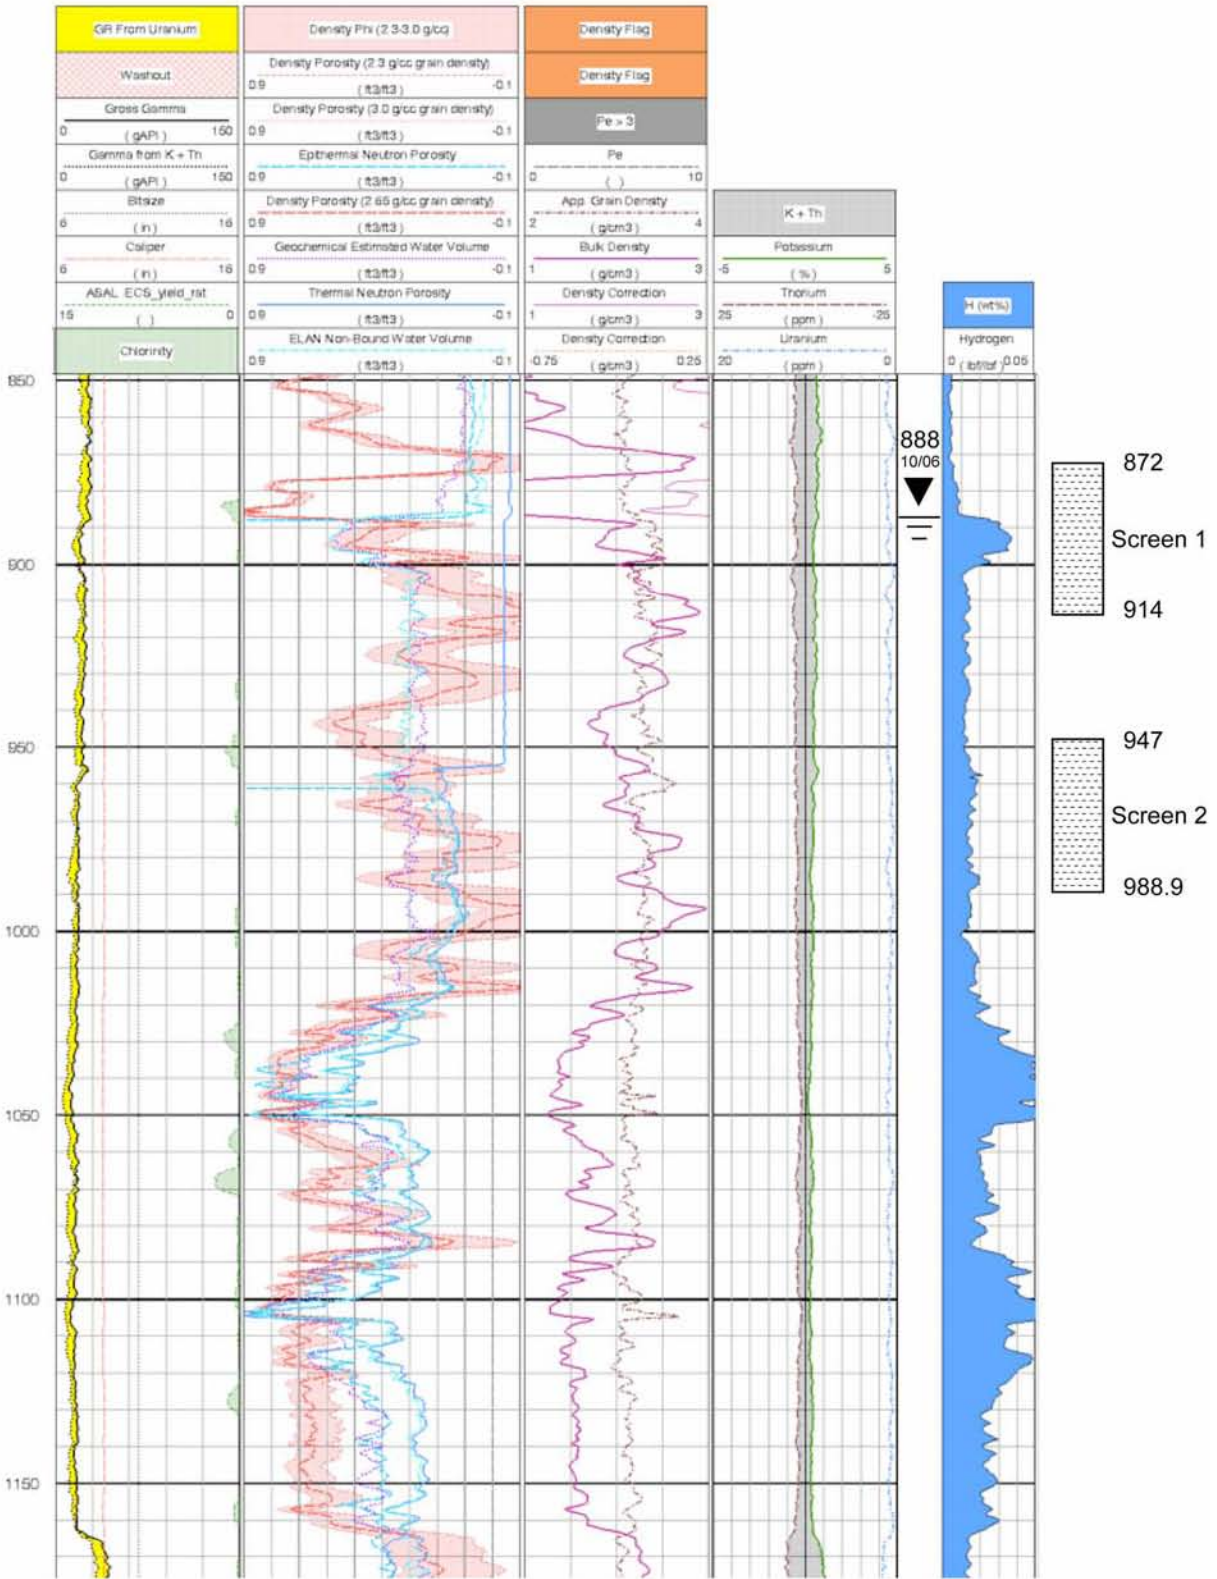 GR From Uranium
Washout
Gross Gamma
0 (gAPI) 150
Gamma from K + Th
0 (gAPI) 150
Bitsize
6 (in) 16
Caliper
6 (in) 16
ASAL ECS_yield_rat
15 ( ) 0
Chlorinity
Density Phi (2.3-3.0 g/cc)
Density Porosity (2.3 g/cc grain density)
0.9 (ft3/ft3) -0.1
Density Porosity (3.0 g/cc grain density)
0.9 (ft3/ft3) -0.1
Epithermal Neutron Porosity
0.9 (ft3/ft3) -0.1
Density Porosity (2.65 g/cc grain density)
0.9 (ft3/ft3) -0.1
Geochemical Estimated Water Volume
0.9 (ft3/ft3) -0.1
Thermal Neutron Porosity
0.9 (ft3/ft3) -0.1
ELAN Non-Bound Water Volume
0.9 (ft3/ft3) -0.1
Density Flag
Density Flag
Pe > 3
Pe
0 ( ) 10
App. Grain Density
2 (g/cm3) 4
Bulk Density
1 (g/cm3) 3
Density Correction
1 (g/cm3) 3
Density Correction
-0.75 (g/cm3) 0.25
K + Th
Potassium
-5 (%) 5
Thorium
25 (ppm) -25
Uranium
20 (ppm) 0
H (wt%)
Hydrogen
0 (lbf/lbf) 0.05
850
888
10/06
872
Screen 1
900
914
947
950
Screen 2
988.9
1000
1050
1100
1150